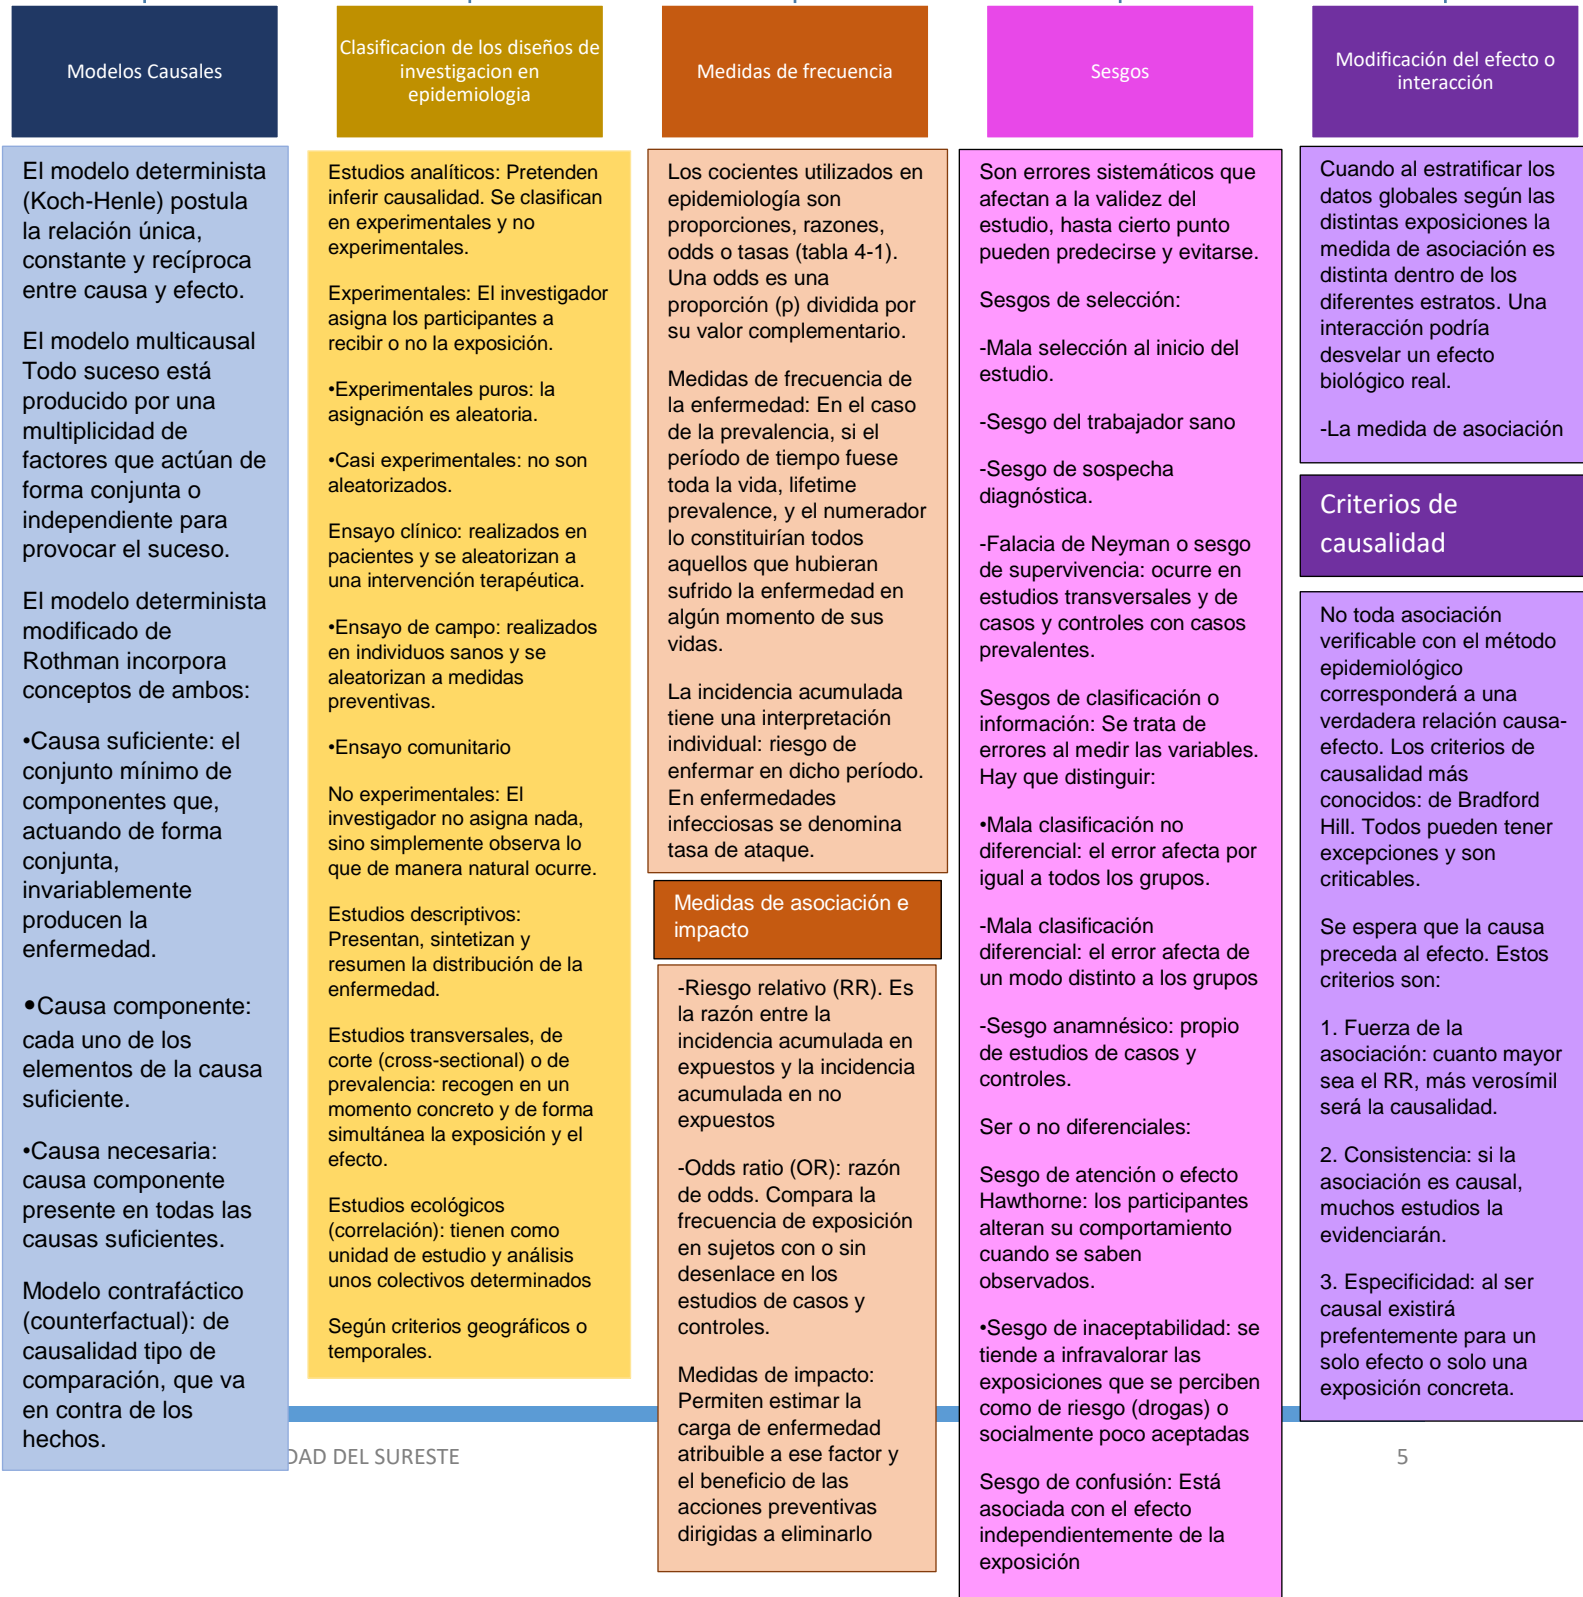 Modelos Causales
El modelo determinista
(Koch-Henle) postula
la relación única,
constante y recíproca
entre causa y efecto.
El modelo multicausal
Todo suceso está
producido por una
multiplicidad de
factores que actúan de
forma conjunta o
independiente para
provocar el suceso.
El modelo determinista
modificado de
Rothman incorpora
conceptos de ambos:
•Causa suficiente: el
conjunto mínimo de
componentes que,
actuando de forma
conjunta,
invariablemente
producen la
enfermedad.
•Causa componente:
cada uno de los
elementos de la causa
suficiente.
•Causa necesaria:
causa componente
presente en todas las
causas suficientes.
Modelo contrafáctico
(counterfactual): de
causalidad tipo de
comparación, que va
en contra de los
hechos.
Clasificacion de los diseños de
investigacion en
epidemiologia
Estudios analíticos: Pretenden
inferir causalidad. Se clasifican
en experimentales y no
experimentales.
Experimentales: El investigador
asigna los participantes a
recibir o no la exposición.
•Experimentales puros: la
asignación es aleatoria.
•Casi experimentales: no son
aleatorizados.
Ensayo clínico: realizados en
pacientes y se aleatorizan a
una intervención terapéutica.
•Ensayo de campo: realizados
en individuos sanos y se
aleatorizan a medidas
preventivas.
•Ensayo comunitario
No experimentales: El
investigador no asigna nada,
sino simplemente observa lo
que de manera natural ocurre.
Estudios descriptivos:
Presentan, sintetizan y
resumen la distribución de la
enfermedad.
Estudios transversales, de
corte (cross-sectional) o de
prevalencia: recogen en un
momento concreto y de forma
simultánea la exposición y el
efecto.
Estudios ecológicos
(correlación): tienen como
unidad de estudio y análisis
unos colectivos determinados
Según criterios geográficos o
temporales.
Medidas de frecuencia
Los cocientes utilizados en
epidemiología son
proporciones, razones,
odds o tasas (tabla 4-1).
Una odds es una
proporción (p) dividida por
su valor complementario.
Medidas de frecuencia de
la enfermedad: En el caso
de la prevalencia, si el
período de tiempo fuese
toda la vida, lifetime
prevalence, y el numerador
lo constituirían todos
aquellos que hubieran
sufrido la enfermedad en
algún momento de sus
vidas.
La incidencia acumulada
tiene una interpretación
individual: riesgo de
enfermar en dicho período.
En enfermedades
infecciosas se denomina
tasa de ataque.
Medidas de asociación e
impacto
-Riesgo relativo (RR). Es
la razón entre la
incidencia acumulada en
expuestos y la incidencia
acumulada en no
expuestos
-Odds ratio (OR): razón
de odds. Compara la
frecuencia de exposición
en sujetos con o sin
desenlace en los
estudios de casos y
controles.
Medidas de impacto:
Permiten estimar la
carga de enfermedad
atribuible a ese factor y
el beneficio de las
acciones preventivas
dirigidas a eliminarlo
Sesgos
Son errores sistemáticos que
afectan a la validez del
estudio, hasta cierto punto
pueden predecirse y evitarse.
Sesgos de selección:
-Mala selección al inicio del
estudio.
-Sesgo del trabajador sano
-Sesgo de sospecha
diagnóstica.
-Falacia de Neyman o sesgo
de supervivencia: ocurre en
estudios transversales y de
casos y controles con casos
prevalentes.
Sesgos de clasificación o
información: Se trata de
errores al medir las variables.
Hay que distinguir:
•Mala clasificación no
diferencial: el error afecta por
igual a todos los grupos.
-Mala clasificación
diferencial: el error afecta de
un modo distinto a los grupos
-Sesgo anamnésico: propio
de estudios de casos y
controles.
Ser o no diferenciales:
Sesgo de atención o efecto
Hawthorne: los participantes
alteran su comportamiento
cuando se saben
observados.
•Sesgo de inaceptabilidad: se
tiende a infravalorar las
exposiciones que se perciben
como de riesgo (drogas) o
socialmente poco aceptadas
Sesgo de confusión: Está
asociada con el efecto
independientemente de la
exposición
Modificación del efecto o
interacción
Cuando al estratificar los
datos globales según las
distintas exposiciones la
medida de asociación es
distinta dentro de los
diferentes estratos. Una
interacción podría
desvelar un efecto
biológico real.
-La medida de asociación
Criterios de
causalidad
No toda asociación
verificable con el método
epidemiológico
corresponderá a una
verdadera relación causa-
efecto. Los criterios de
causalidad más
conocidos: de Bradford
Hill. Todos pueden tener
excepciones y son
criticables.
Se espera que la causa
preceda al efecto. Estos
criterios son:
1. Fuerza de la
asociación: cuanto mayor
sea el RR, más verosímil
será la causalidad.
2. Consistencia: si la
asociación es causal,
muchos estudios la
evidenciarán.
3. Especificidad: al ser
causal existirá
prefentemente para un
solo efecto o solo una
exposición concreta.
DAD DEL SURESTE
5